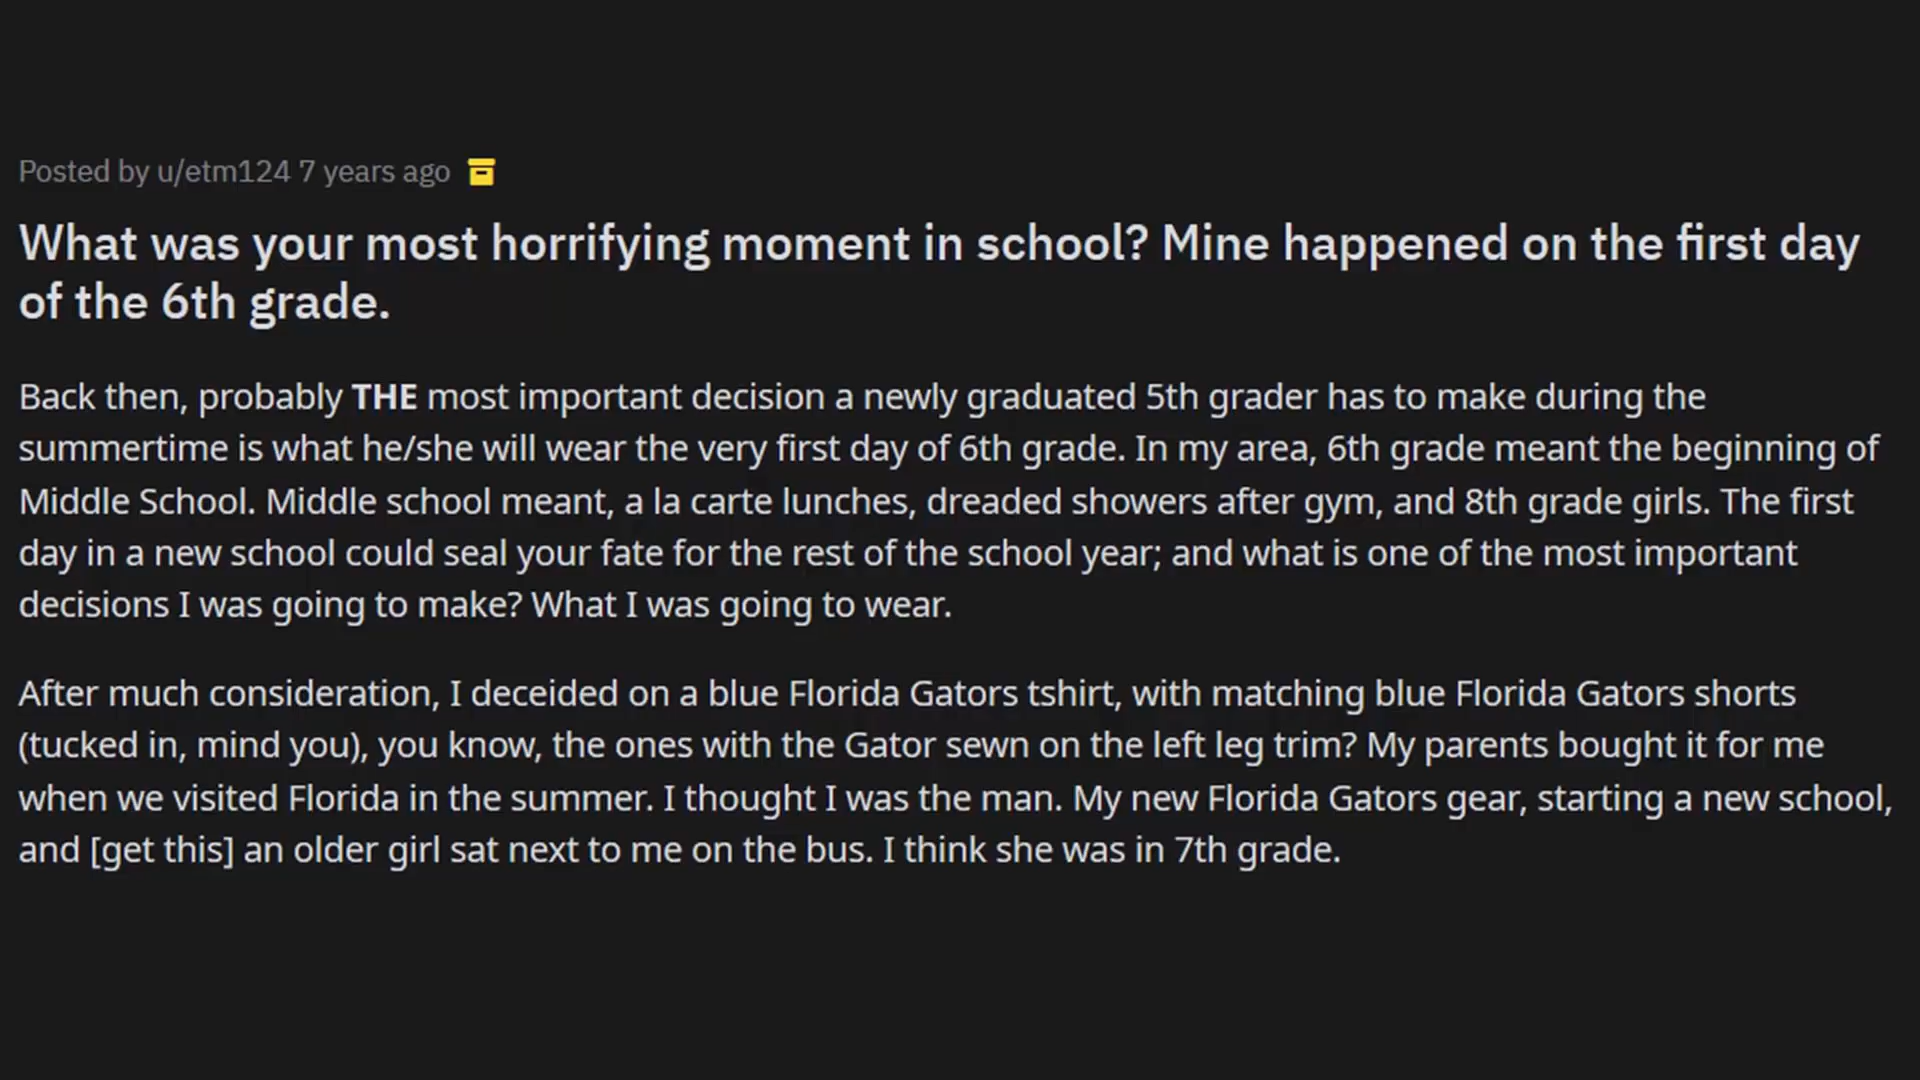 Posted by u/etm124 7 years ago
What was your most horrifying moment in school? Mine happened on the first day
of the 6th grade.
Back then, probably THE most important decision a newly graduated 5th grader has to make during the
summertime is what he/she will wear the very first day of 6th grade. In my area, 6th grade meant the beginning of
Middle School. Middle school meant, a la carte lunches, dreaded showers after gym, and 8th grade girls. The first
day in a new school could seal your fate for the rest of the school year; and what is one of the most important
decisions I was going to make? What I was going to wear.
After much consideration, I deceided on a blue Florida Gators tshirt, with matching blue Florida Gators shorts
(tucked in, mind you), you know, the ones with the Gator sewn on the left leg trim? My parents bought it for me
when we visited Florida in the summer. I thought I was the man. My new Florida Gators gear, starting a new school,
and [get this] an older girl sat next to me on the bus. I think she was in 7th grade.